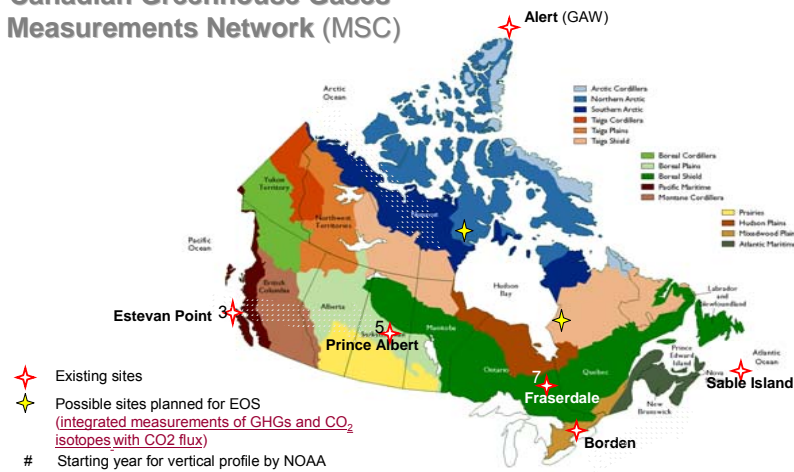 Canadian Greenhouse Gases
Measurements Network (MSC)
Alert (GAW)
Arctic
Ocean
Arctic Cordillera
Northern Arctic
Southern Arctic
Taiga Cordillera
Taiga Plains
Taiga Shield
Boreal Cordillera
Boreal Plains
Boreal Shield
Pacific Maritime
Montane Cordillera
Prairies
Hudson Plains
Mixedwood Plain
Atlantic Maritime
Yukon
Territory
Northwest
Territories
Nunavut
Pacific
Ocean
British
Columbia
Alberta
Manitoba
Hudson
Bay
Ontario
Quebec
Labrador
and
Newfoundland
Prince
Edward
Island
Nova
New
Brunswick
Atlantic
Ocean
Estevan Point 3
5
Prince Albert
7
Fraserdale
Sable Island
Borden
Existing sites
Possible sites planned for EOS
(integrated measurements of GHGs and CO2
isotopes with CO2 flux)
# Starting year for vertical profile by NOAA